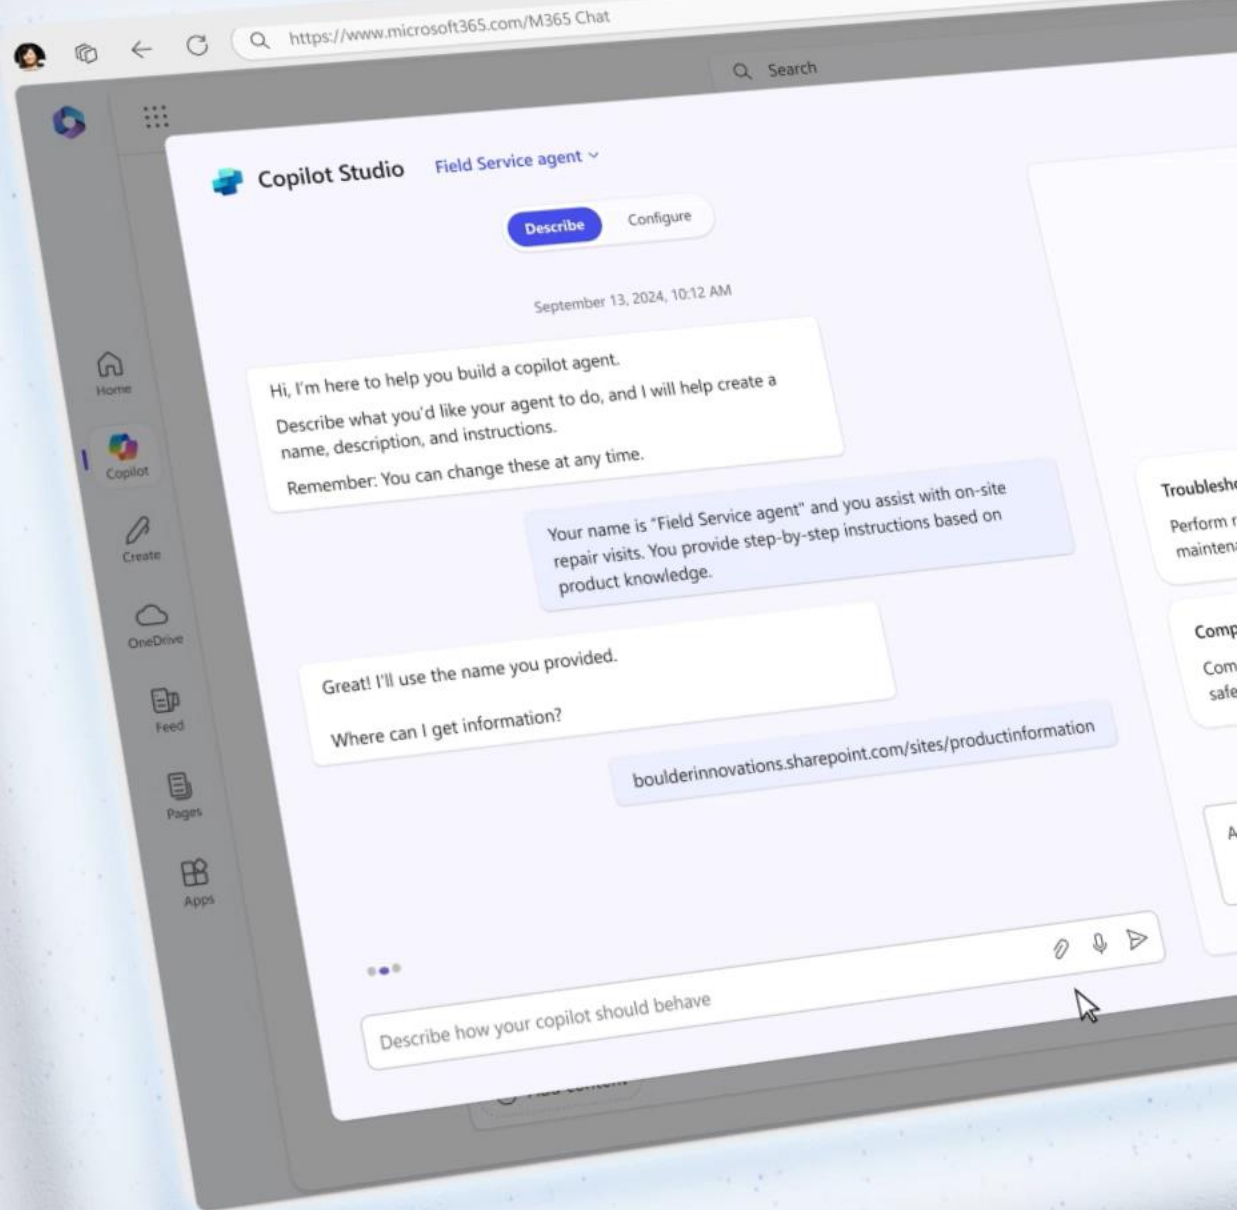 https://www.microsoft365.com/M365 Chat
Search
Copilot Studio
Field Service agent
Describe
Configure
September 13, 2024, 10:12 AM
Hi, I'm here to help you build a copilot agent.
Describe what you'd like your agent to do, and I will help create a
name, description, and instructions.
Remember: You can change these at any time.
Your name is "Field Service agent" and you assist with on-site
repair visits. You provide step-by-step instructions based on
product knowledge.
Great! I'll use the name you provided.
Where can I get information?
boulderinnovations.sharepoint.com/sites/productinformation
Describe how your copilot should behave
Home
Copilot
Create
OneDrive
Feed
Pages
Apps
Perform